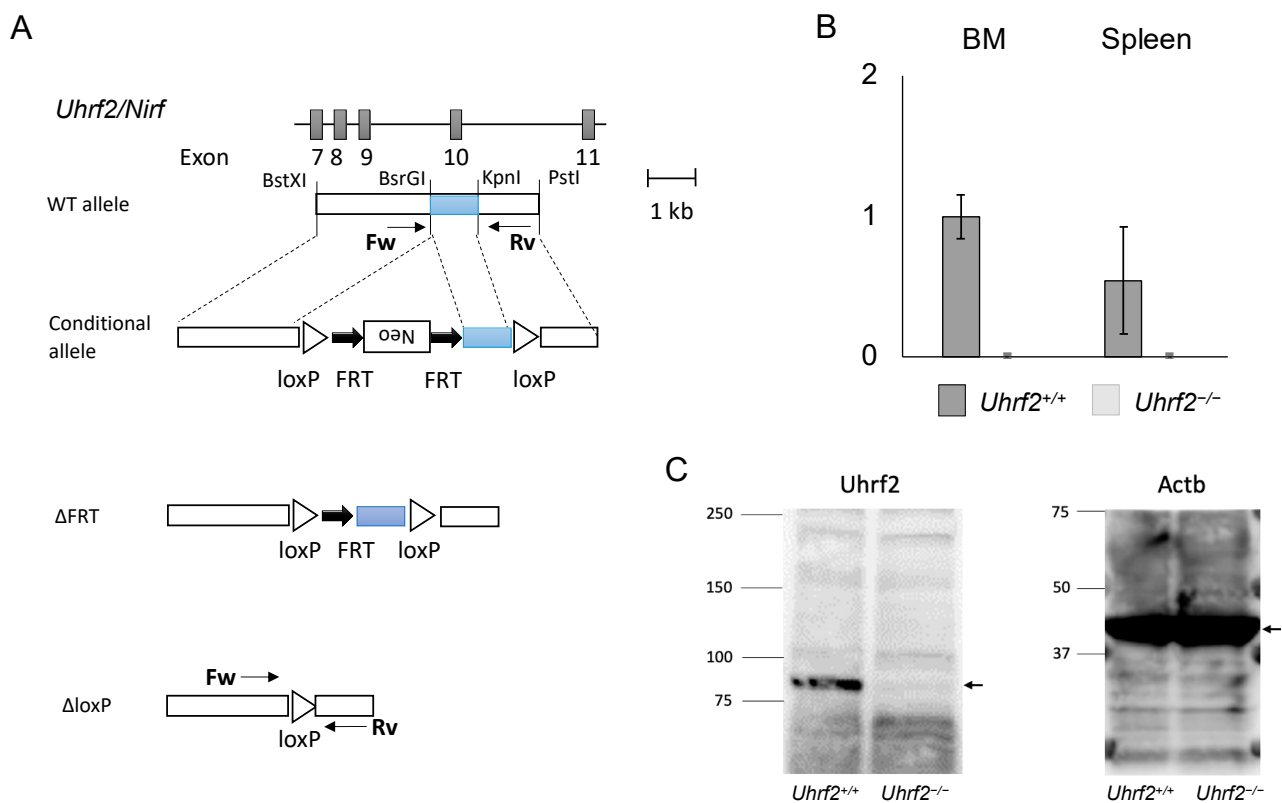 A
Uhrf2/Nirf
Exon
7 8 9 10 11
BstXI BsrGI KpnI PstI
WT allele
1 kb
Fw Rv
Conditional
allele
Neo
loxP FRT FRT loxP
ΔFRT
loxP FRT loxP
Fw
ΔloxP
loxP Rv
B
BM Spleen
2
1
0
Uhrf2+/+ Uhrf2−/−
C
Uhrf2
250
150
100
75
Uhrf2+/+ Uhrf2−/−
Actb
75
50
37
Uhrf2+/+ Uhrf2−/−